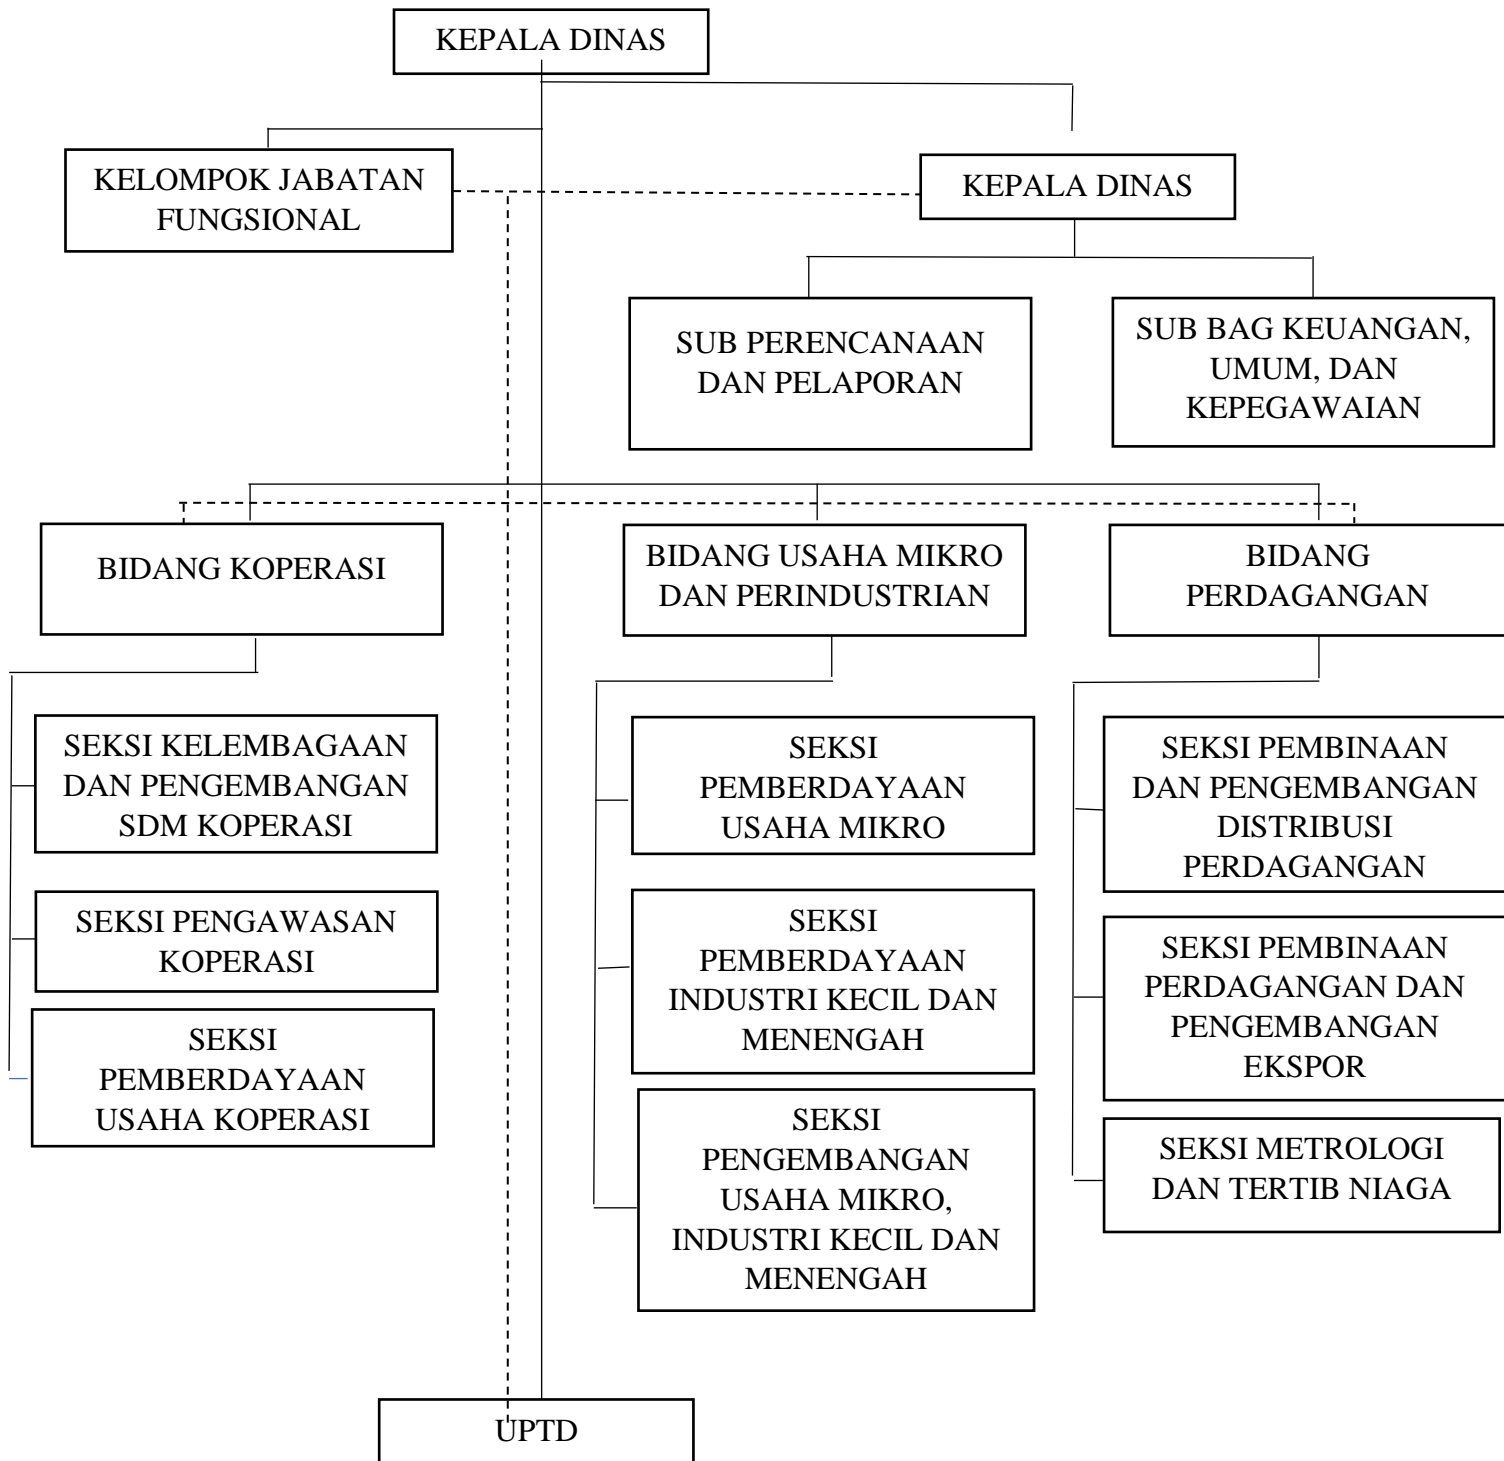 KEPALA DINAS
KELOMPOK JABATAN
FUNGSIONAL
KEPALA DINAS
SUB PERENCANAAN
DAN PELAPORAN
SUB BAG KEUANGAN,
UMUM, DAN
KEPEGAWAIAN
BIDANG KOPERASI
BIDANG USAHA MIKRO
DAN PERINDUSTRIAN
BIDANG
PERDAGANGAN
SEKSI KELEMBAGAAN
DAN PENGEMBANGAN
SDM KOPERASI
SEKSI PENGAWASAN
KOPERASI
SEKSI
PEMBERDAYAAN
USAHA KOPERASI
SEKSI
PEMBERDAYAAN
USAHA MIKRO
SEKSI
PEMBERDAYAAN
INDUSTRI KECIL DAN
MENENGAH
SEKSI
PENGEMBANGAN
USAHA MIKRO,
INDUSTRI KECIL DAN
MENENGAH
SEKSI PEMBINAAN
DAN PENGEMBANGAN
DISTRIBUSI
PERDAGANGAN
SEKSI PEMBINAAN
PERDAGANGAN DAN
PENGEMBANGAN
EKSPOR
SEKSI METROLOGI
DAN TERTIB NIAGA
UPTD